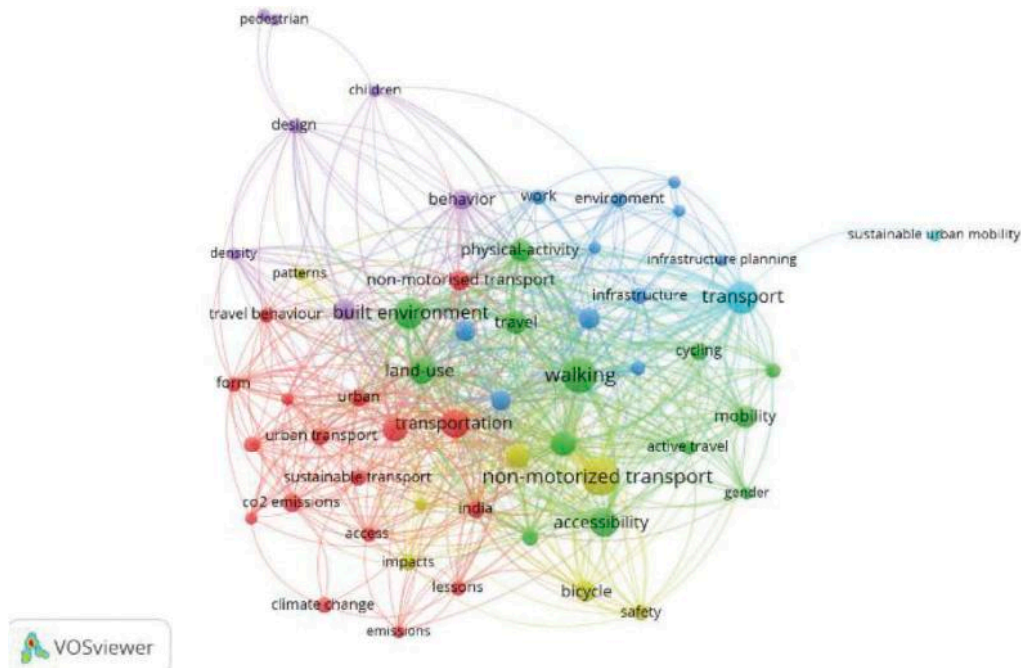 pedestrian
children
design
behavior
work
environment
sustainable urban mobility
physical-activity
density
infrastructure planning
patterns
non-motorised transport
infrastructure
transport
travel behaviour
built environment
travel
cycling
land-use
walking
form
urban
mobility
transportation
urban transport
active travel
sustainable transport
non-motorized transport
gender
co2 emissions
india
accessibility
access
impacts
lessons
bicycle
climate change
safety
emissions
VOSviewer